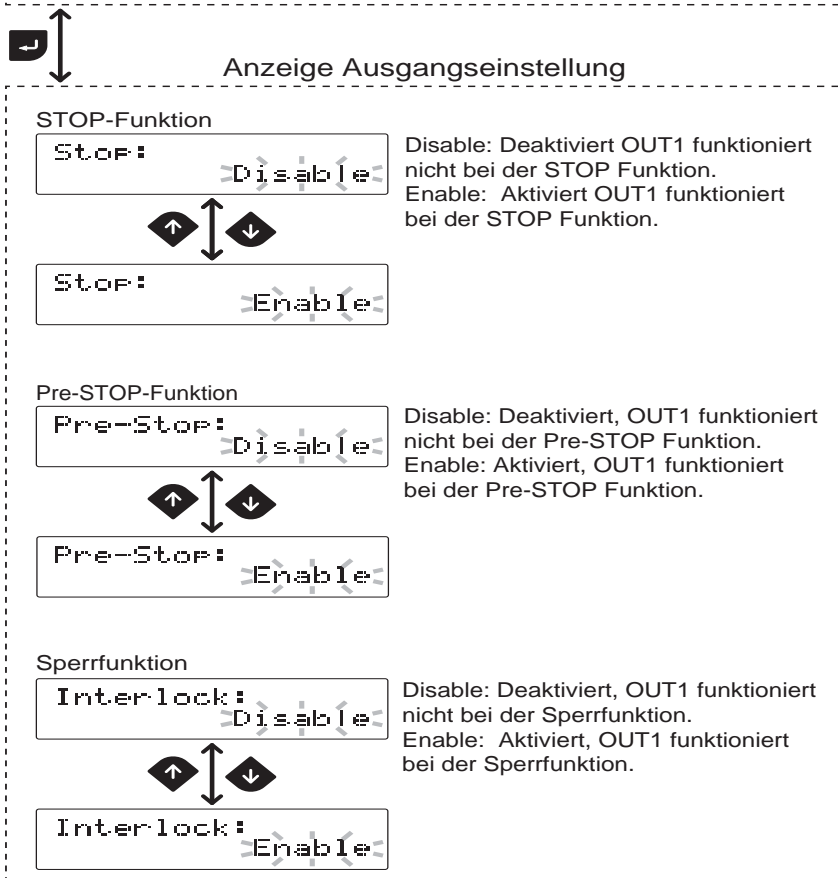 Anzeige Ausgangseinstellung
STOP-Funktion
Stop:
Disable
Disable: Deaktiviert OUT1 funktioniert
nicht bei der STOP Funktion.
Enable:  Aktiviert OUT1 funktioniert
bei der STOP Funktion.
Stop:
Enable
Pre-STOP-Funktion
Pre-Stop:
Disable
Disable: Deaktiviert, OUT1 funktioniert
nicht bei der Pre-STOP Funktion.
Enable: Aktiviert, OUT1 funktioniert
bei der Pre-STOP Funktion.
Pre-Stop:
Enable
Sperrfunktion
Interlock:
Disable
Disable: Deaktiviert, OUT1 funktioniert
nicht bei der Sperrfunktion.
Enable:  Aktiviert, OUT1 funktioniert
bei der Sperrfunktion.
Interlock:
Enable